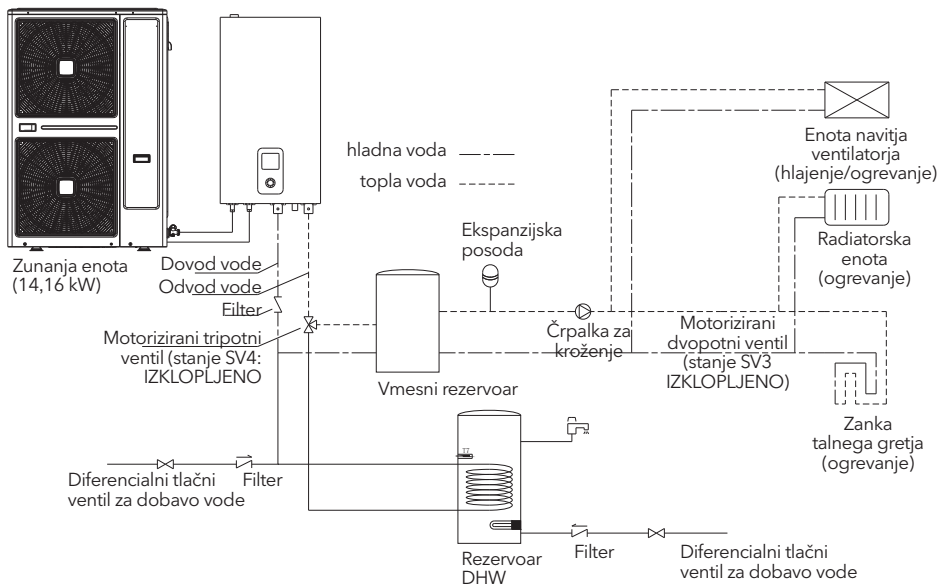 hladna voda
topla voda
Enota navitja
ventilatorja
(hlajenje/ogrevanje)
Ekspanzijska
posoda
Radiatorska
enota
(ogrevanje)
Zunanja enota
(14,16 kW)
Dovod vode
Odvod vode
Filter
Motorizirani tripotni
ventil (stanje SV4:
IZKLOPLJENO
Črpalka za
kroženje
Motorizirani
dvopotni ventil
(stanje SV3
IZKLOPLJENO)
Vmesni rezervoar
Zanka
talnega gretja
(ogrevanje)
Diferencialni tlačni
ventil za dobavo vode
Filter
Rezervoar
DHW
Filter
Diferencialni tlačni
ventil za dobavo vode